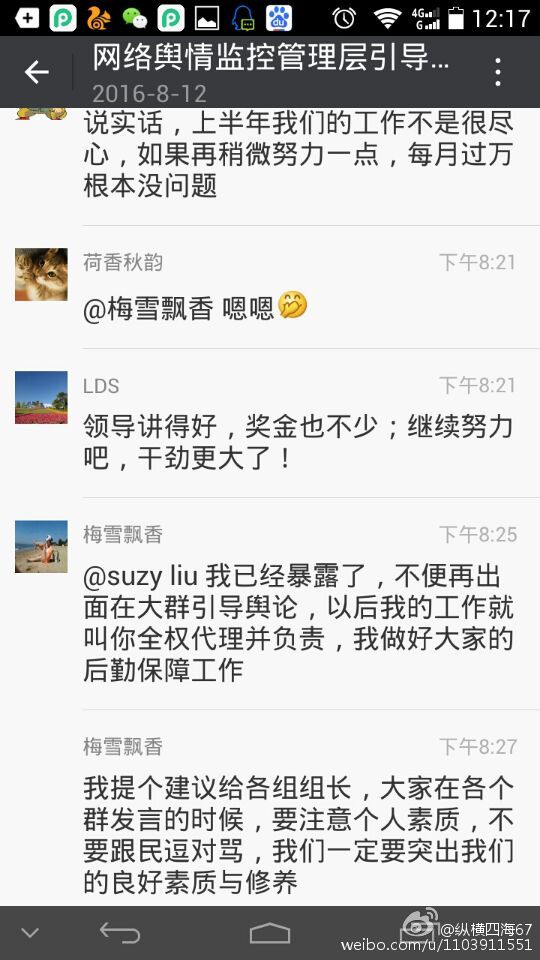 4G
G
12:17
网络舆情监控管理层引导...
2016-8-12
说实话，上半年我们的工作不是很尽
心，如果再稍微努力一点，每月过万
根本没问题
荷香秋韵
下午8:21
@梅雪飘香 嗯嗯🤭
LDS
下午8:21
领导讲得好，奖金也不少；继续努力
吧，干劲更大了！
梅雪飘香
下午8:25
@suzy liu 我已经暴露了，不便再出
面在大群引导舆论，以后我的工作就
叫你全权代理并负责，我做好大家的
后勤保障工作
梅雪飘香
下午8:27
我提个建议给各组组长，大家在各个
群发言的时候，要注意个人素质，不
要跟民逗对骂，我们一定要突出我们
的良好素质与修养
@纵横四海67
weibo.com/u/1103911551